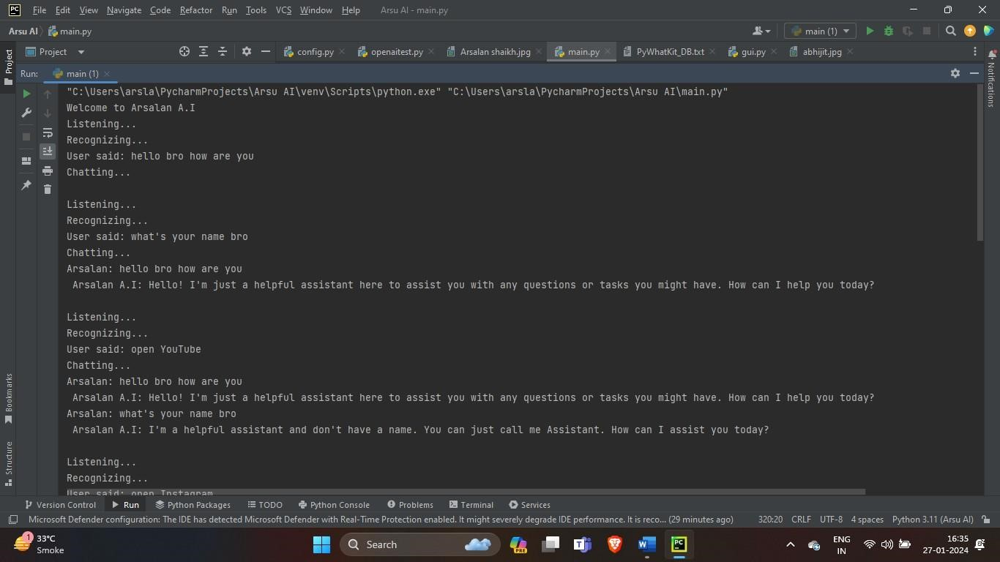 PC File Edit View Navigate Code Refactor Run Tools VCS Window Help Arsu AI - main.py
Arsu AI main.py main (1)
Project config.py openaitest.py Arsalan shaikh.jpg main.py PyWhatKit_DB.txt gui.py abhijit.jpg
Project
Notifications
Run: main (1)
"C:\Users\arsla\PycharmProjects\Arsu AI\venv\Scripts\python.exe" "C:\Users\arsla\PycharmProjects\Arsu AI\main.py"
Welcome to Arsalan A.I
Listening...
Recognizing...
User said: hello bro how are you
Chatting...
Listening...
Recognizing...
User said: what's your name bro
Chatting...
Arsalan: hello bro how are you
Arsalan A.I: Hello! I'm just a helpful assistant here to assist you with any questions or tasks you might have. How can I help you today?
Listening...
Recognizing...
User said: open YouTube
Chatting...
Arsalan: hello bro how are you
Arsalan A.I: Hello! I'm just a helpful assistant here to assist you with any questions or tasks you might have. How can I help you today?
Arsalan: what's your name bro
Arsalan A.I: I'm a helpful assistant and don't have a name. You can just call me Assistant. How can I assist you today?
Listening...
Recognizing...
User said: open Instagram
Bookmarks
Structure
Version Control Run Python Packages TODO Python Console Problems Terminal Services
Microsoft Defender configuration: The IDE has detected Microsoft Defender with Real-Time Protection enabled. It might severely degrade IDE performance. It is reco... (29 minutes ago) 320:20 CRLF UTF-8 4 spaces Python 3.11 (Arsu AI)
1
33°C
Smoke
Search
PRE
PC
ENG
IN
16:35
27-01-2024